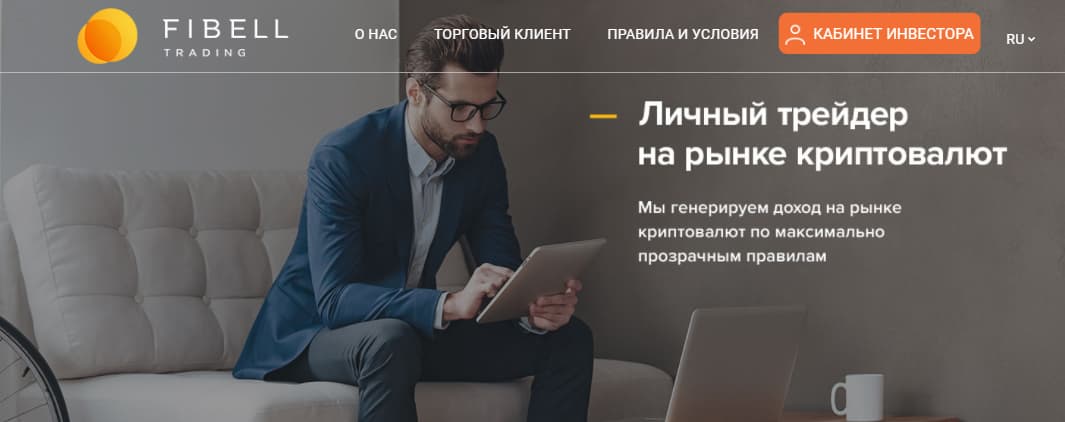 FIBELL
TRADING
О НАС
ТОРГОВЫЙ КЛИЕНТ
ПРАВИЛА И УСЛОВИЯ
КАБИНЕТ ИНВЕСТОРА
RU
— Личный трейдер
на рынке криптовалют
Мы генерируем доход на рынке
криптовалют по максимально
прозрачным правилам